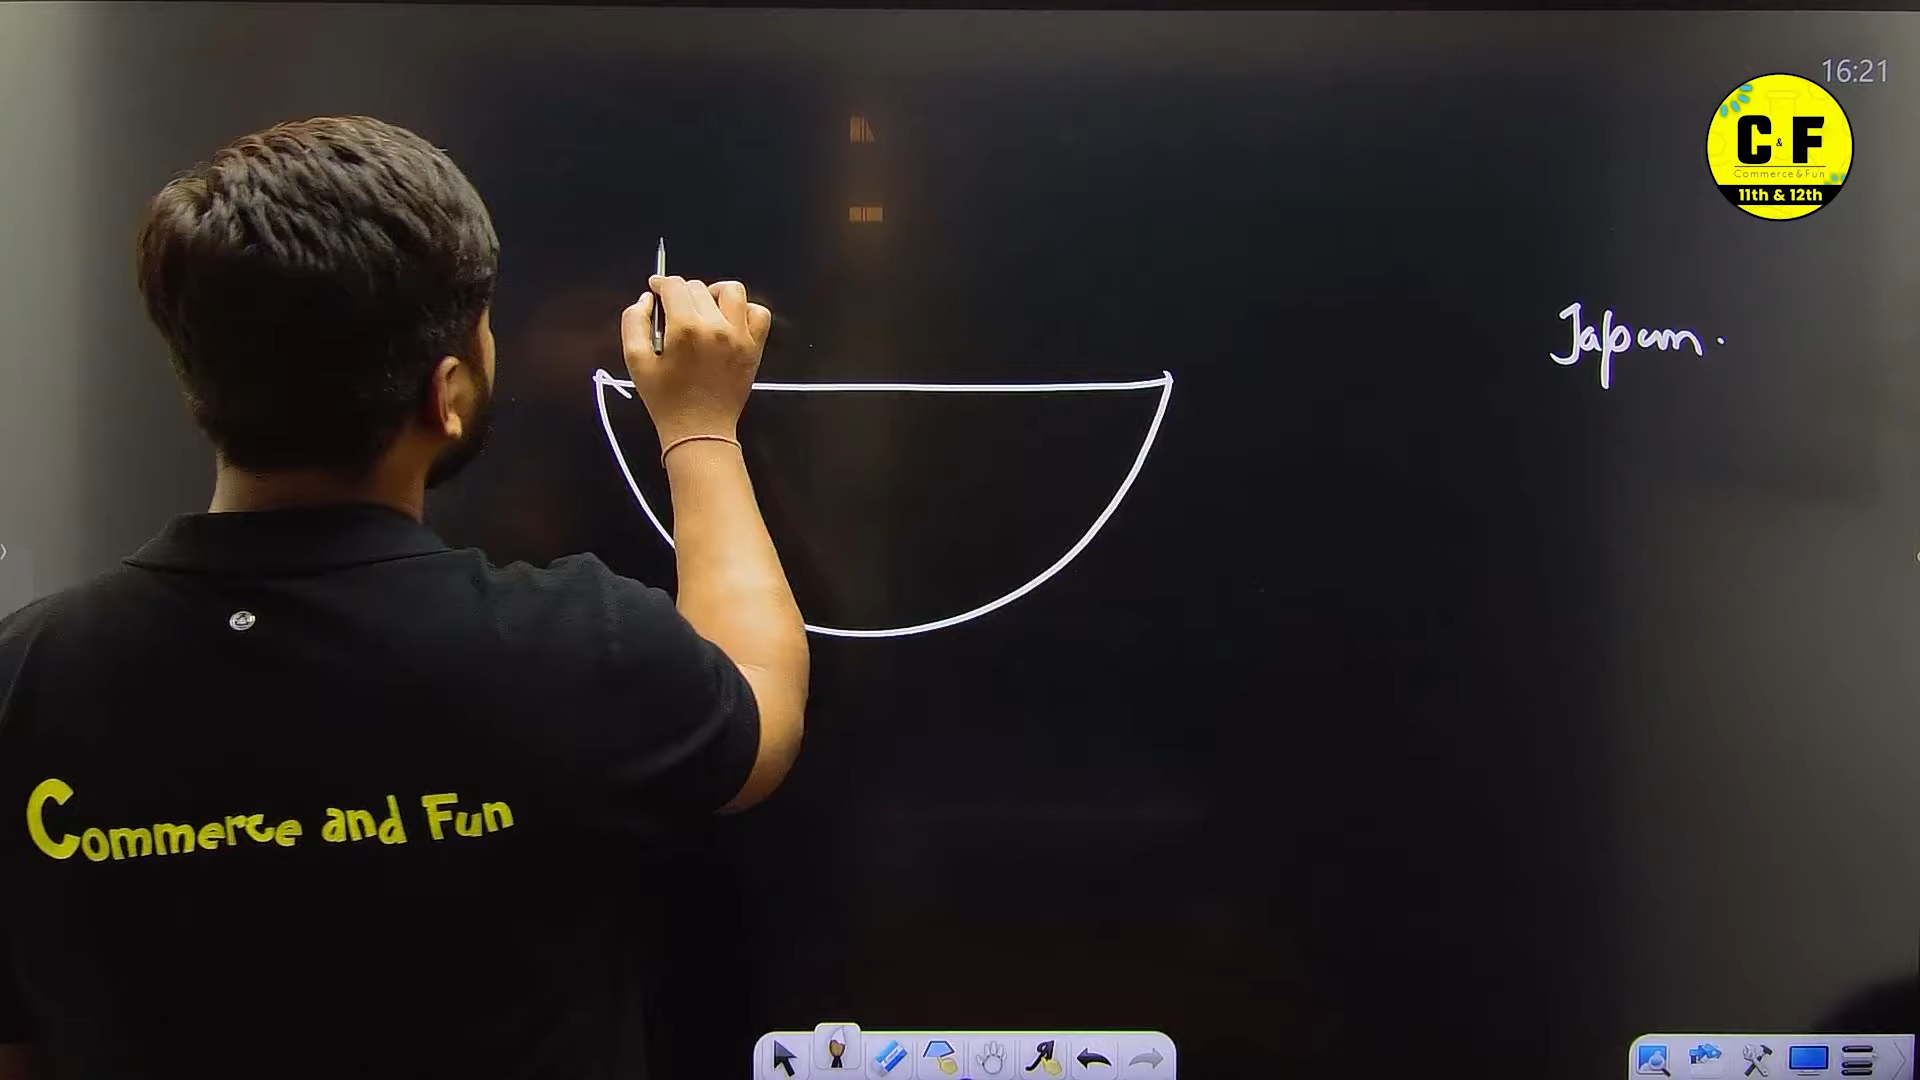 16:21
C & F
Commerce & Fun
11th & 12th
Japan.
Commerce and Fun